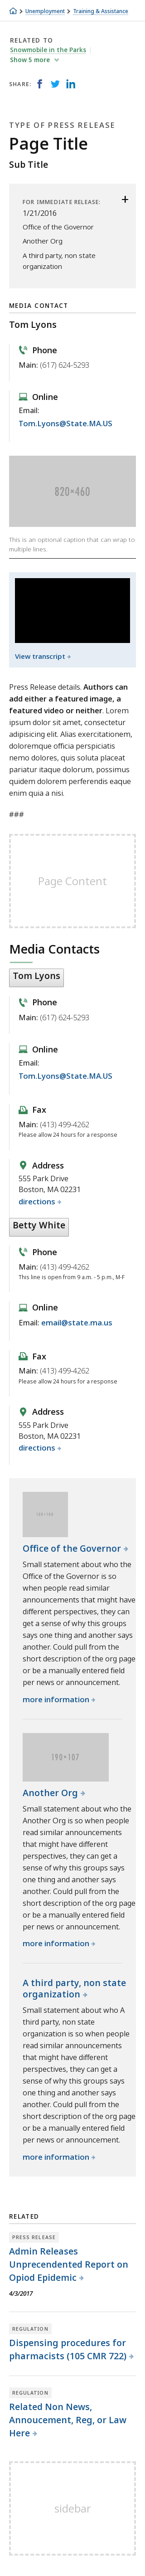 Unemployment Training & Assistance
RELATED TO
Snowmobile in the Parks
Show 5 more
SHARE:
TYPE OF PRESS RELEASE
Page Title
Sub Title
FOR IMMEDIATE RELEASE:
1/21/2016
Office of the Governor
Another Org
A third party, non state
organization
MEDIA CONTACT
Tom Lyons
Phone
Main: (617) 624-5293
Online
Email:
Tom.Lyons@State.MA.US
820×460
This is an optional caption that can wrap to
multiple lines.
View transcript
Press Release details. Authors can
add either a featured image, a
featured video or neither. Lorem
ipsum dolor sit amet, consectetur
adipisicing elit. Alias exercitationem,
doloremque officia perspiciatis
nemo dolores, quis soluta placeat
pariatur itaque dolorum, possimus
quidem dolorem perferendis eaque
enim quia a nisi.
###
Page Content
Media Contacts
Tom Lyons
Phone
Main: (617) 624-5293
Online
Email:
Tom.Lyons@State.MA.US
Fax
Main: (413) 499-4262
Please allow 24 hours for a response
Address
555 Park Drive
Boston, MA 02231
directions
Betty White
Phone
Main: (413) 499-4262
This line is open from 9 a.m. - 5 p.m., M-F
Online
Email: email@state.ma.us
Fax
Main: (413) 499-4262
Please allow 24 hours for a response
Address
555 Park Drive
Boston, MA 02231
directions
Office of the Governor
Small statement about who the
Office of the Governor is so
when people read similar
announcements that might have
different perspectives, they can
get a sense of why this group
says one thing and another says
another. Could pull from the
short description of the org page
or be a manually entered field
per news or announcement.
more information
190×107
Another Org
Small statement about who the
Another Org is so when people
read similar announcements
that might have different
perspectives, they can get a
sense of why this group says
one thing and another says
another. Could pull from the
short description of the org page
or be a manually entered field
per news or announcement.
more information
A third party, non state
organization
Small statement about who A
third party, non state
organization is so when people
read similar announcements
that might have different
perspectives, they can get a
sense of why this group says
one thing and another says
another. Could pull from the
short description of the org page
or be a manually entered field
per news or announcement.
more information
RELATED
PRESS RELEASE
Admin Releases
Unprecendented Report on
Opiod Epidemic
4/3/2017
REGULATION
Dispensing procedures for
pharmacists (105 CMR 722)
REGULATION
Related Non News,
Annoucement, Reg, or Law
Here
sidebar